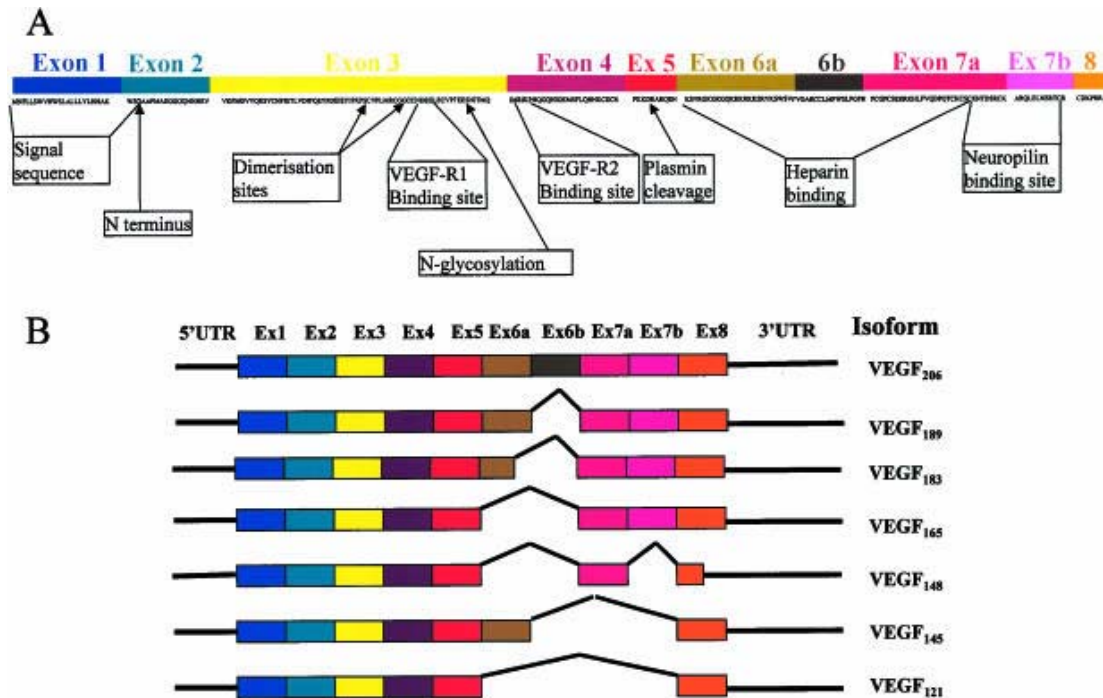 A
Exon 1 Exon 2 Exon 3 Exon 4 Ex 5 Exon 6a 6b Exon 7a Ex 7b 8
Signal
sequence
N terminus
Dimerisation
sites
VEGF-R1
Binding site
N-glycosylation
VEGF-R2
Binding site
Plasmin
cleavage
Heparin
binding
Neuropilin
binding site
B
5'UTR Ex1 Ex2 Ex3 Ex4 Ex5 Ex6a Ex6b Ex7a Ex7b Ex8 3'UTR Isoform
VEGF206
VEGF189
VEGF183
VEGF165
VEGF148
VEGF145
VEGF121